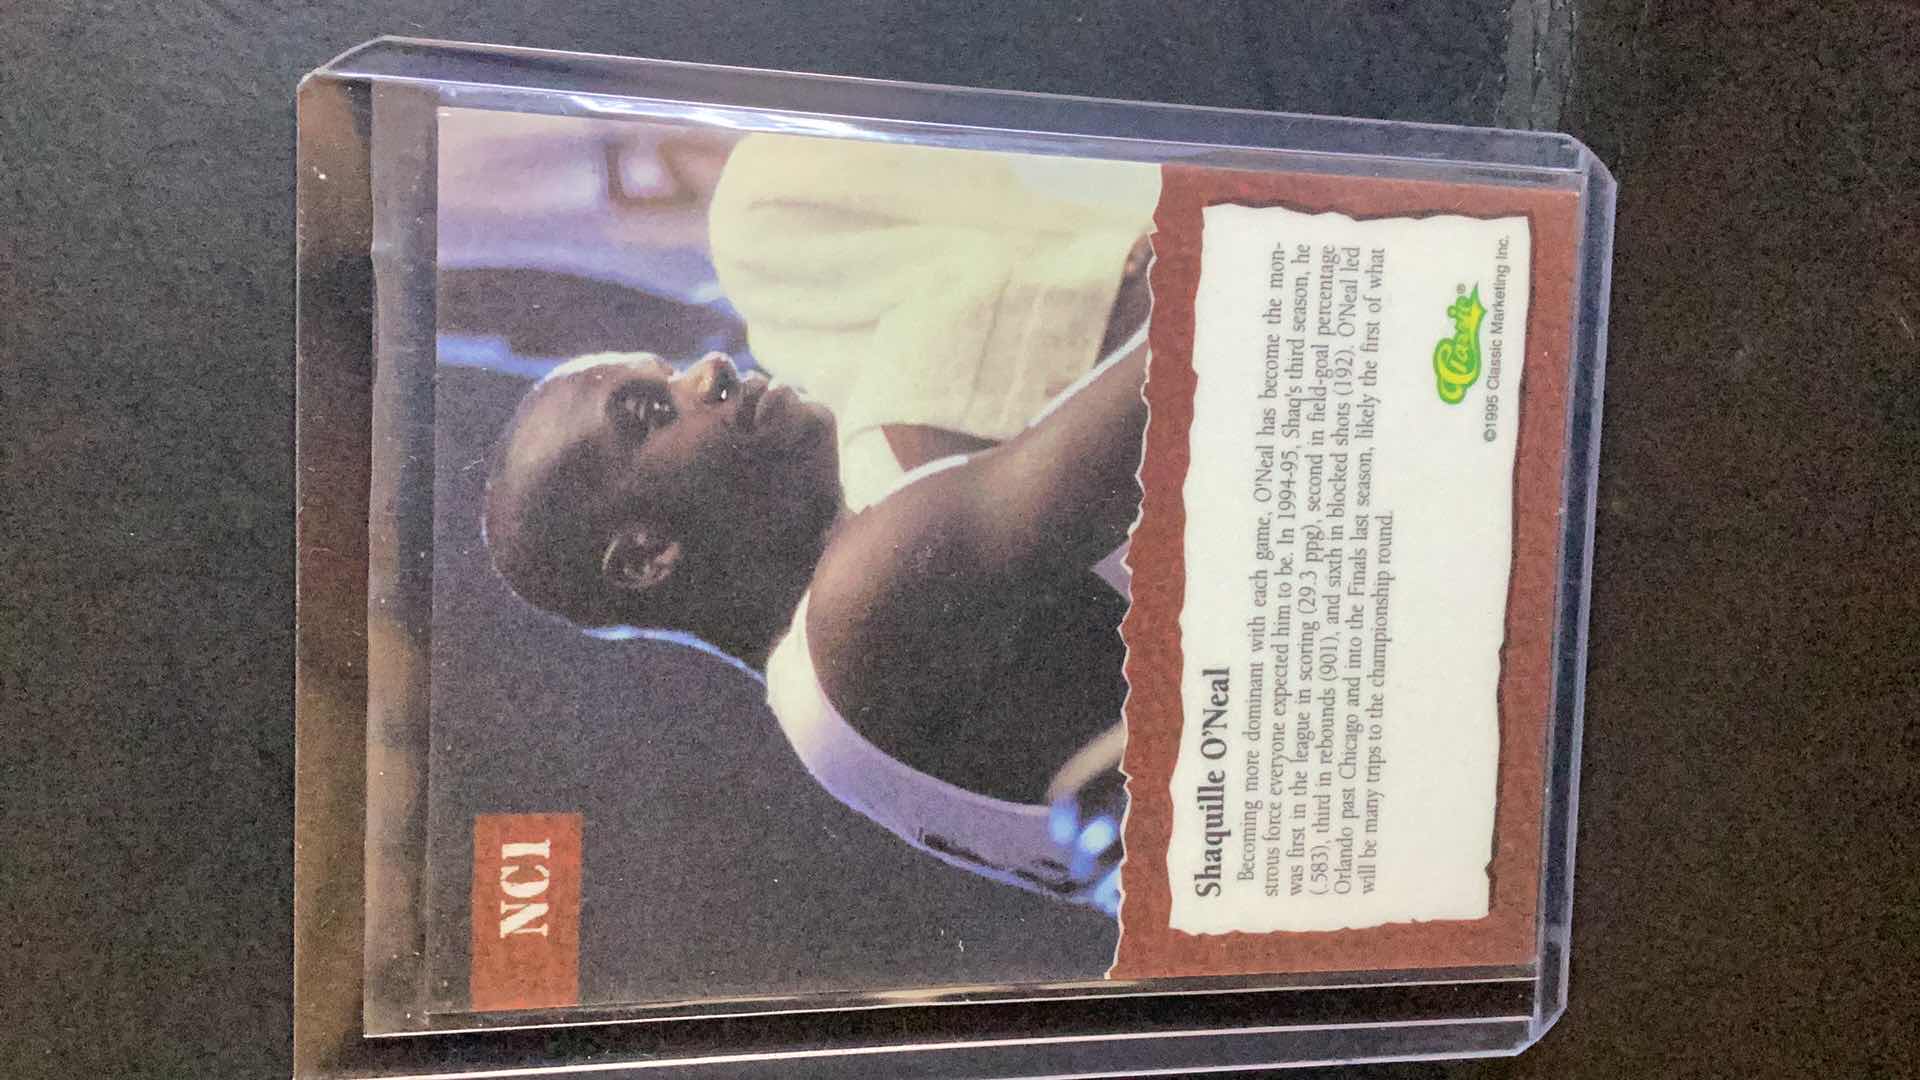 NC1
Shaquille O'Neal
Becoming more dominant with each game, O'Neal has become the mon-
strous force everyone expected him to be. In 1994-95, Shaq's third season, he
was first in the league in scoring (29.3 ppg), second in field-goal percentage
(.583), third in rebounds (901), and sixth in blocked shots (192). O'Neal led
Orlando past Chicago and into the Finals last season, likely the first of what
will be many trips to the championship round.
Classic®
©1995 Classic Marketing Inc.